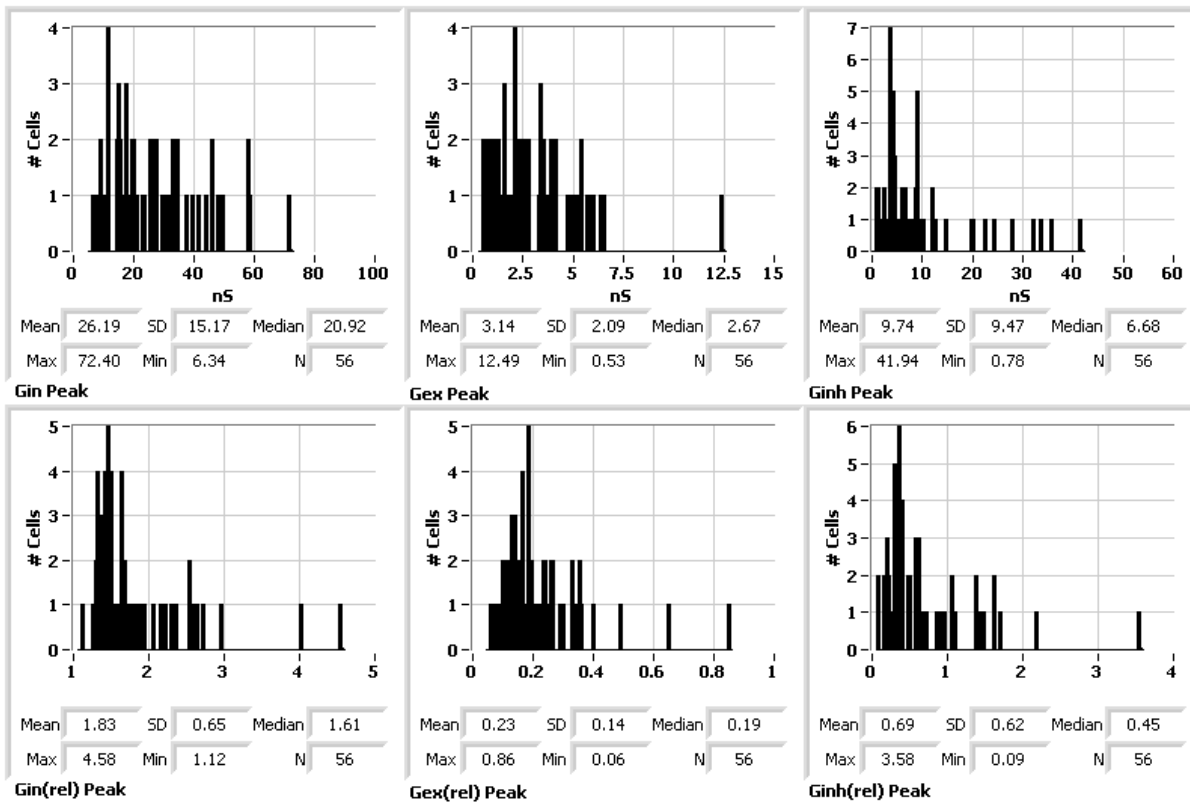 4
3
2
1
0
# Cells
0 20 40 60 80 100
nS
Mean 26.19 SD 15.17 Median 20.92
Max 72.40 Min 6.34 N 56
Gin Peak
4
3
2
1
0
# Cells
0 2.5 5 7.5 10 12.5 15
nS
Mean 3.14 SD 2.09 Median 2.67
Max 12.49 Min 0.53 N 56
Gex Peak
7
6
5
4
3
2
1
0
# Cells
0 10 20 30 40 50 60
nS
Mean 9.74 SD 9.47 Median 6.68
Max 41.94 Min 0.78 N 56
Ginh Peak
5
4
3
2
1
0
# Cells
1 2 3 4 5
Mean 1.83 SD 0.65 Median 1.61
Max 4.58 Min 1.12 N 56
Gin(rel) Peak
5
4
3
2
1
0
# Cells
0 0.2 0.4 0.6 0.8 1
Mean 0.23 SD 0.14 Median 0.19
Max 0.86 Min 0.06 N 56
Gex(rel) Peak
6
5
4
3
2
1
0
# Cells
0 1 2 3 4
Mean 0.69 SD 0.62 Median 0.45
Max 3.58 Min 0.09 N 56
Ginh(rel) Peak